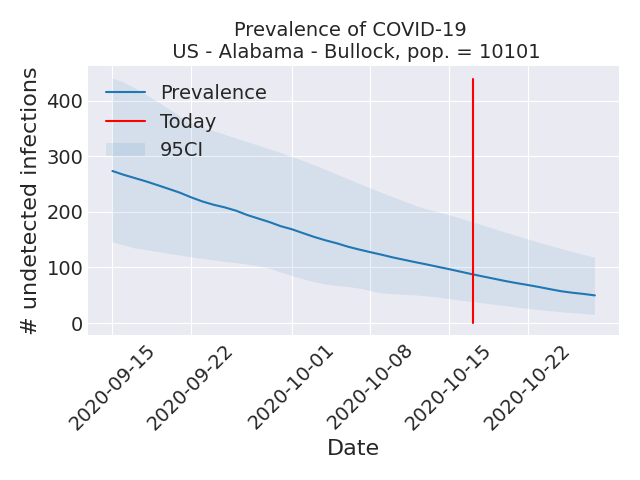 Prevalence of COVID-19
US - Alabama - Bullock, pop. = 10101
# undetected infections
400
300
200
100
0
Prevalence
Today
95CI
2020-09-15
2020-09-22
2020-10-01
2020-10-08
2020-10-15
2020-10-22
Date